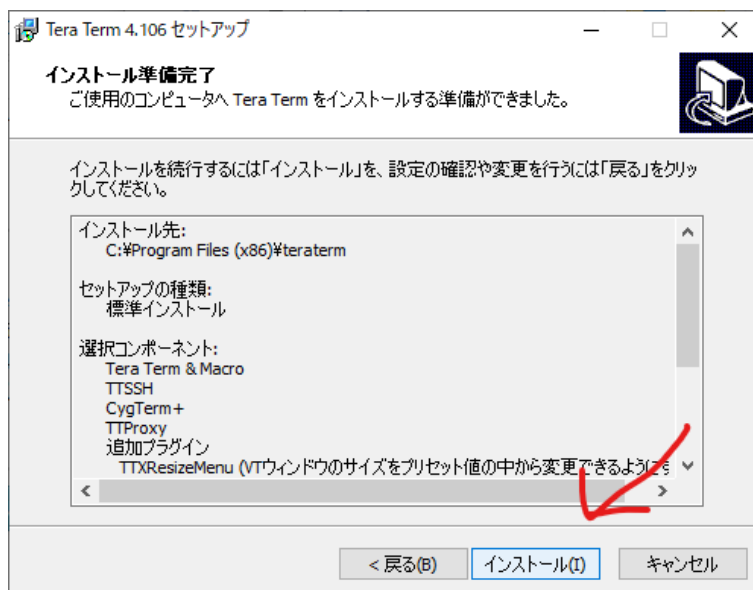 Tera Term 4.106 セットアップ
インストール準備完了
ご使用のコンピュータへ Tera Term をインストールする準備ができました。
インストールを続行するには「インストール」を、設定の確認や変更を行うには「戻る」をクリッ
クしてください。
インストール先:
C:¥Program Files (x86)¥teraterm
セットアップの種類:
標準インストール
選択コンポーネント:
Tera Term & Macro
TTSSH
CygTerm+
TTProxy
追加プラグイン
TTXResizeMenu (VTウィンドウのサイズをプリセット値の中から変更できるように
< 戻る(B)
インストール(I)
キャンセル